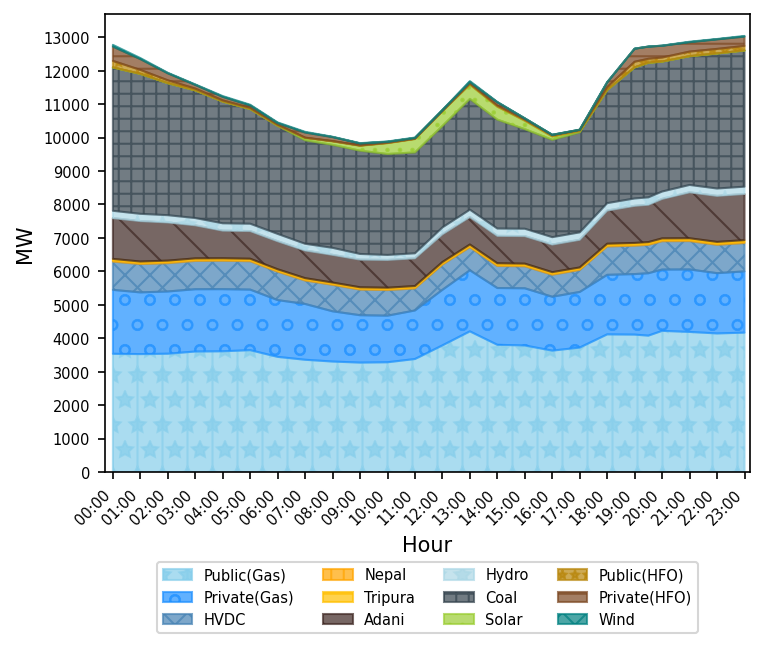 13000
12000
11000
10000
9000
8000
7000
6000
5000
4000
3000
2000
1000
0
MW
00:00 01:00 02:00 03:00 04:00 05:00 06:00 07:00 08:00 09:00 10:00 11:00 12:00 13:00 14:00 15:00 16:00 17:00 18:00 19:00 20:00 21:00 22:00 23:00
Hour
Public(Gas) Nepal Hydro Public(HFO)
Private(Gas) Tripura Coal Private(HFO)
HVDC Adani Solar Wind